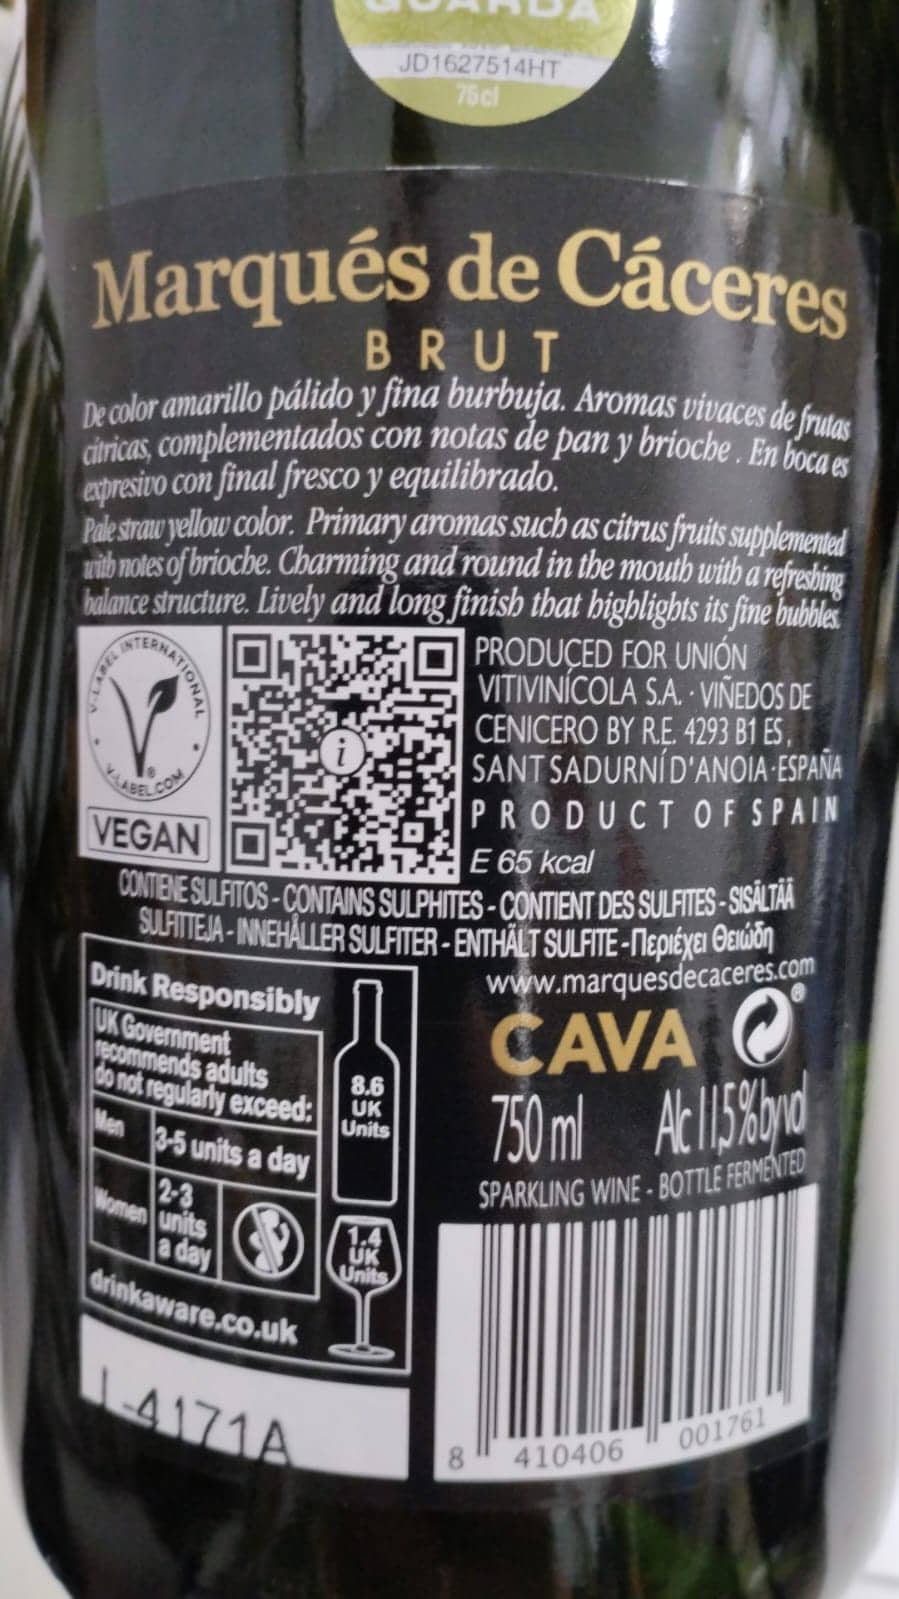 GUARDA
JD1627514HT
75cl
Marqués de Cáceres
BRUT
De color amarillo pálido y fina burbuja. Aromas vivaces de frutas
cítricas, complementados con notas de pan y brioche . En boca es
expresivo con final fresco y equilibrado.
Pale straw yellow color. Primary aromas such as citrus fruits supplemented
with notes of brioche. Charming and round in the mouth with a refreshing
balance structure. Lively and long finish that highlights its fine bubbles.
V-LABEL INTERNATIONAL
V-LABEL.COM
VEGAN
i
PRODUCED FOR UNIÓN
VITIVINÍCOLA S.A. · VIÑEDOS DE
CENICERO BY R.E. 4293 B1 ES,
SANT SADURNÍ D'ANOIA·ESPAÑA
PRODUCT OF SPAIN
E 65 kcal
CONTIENE SULFITOS - CONTAINS SULPHITES - CONTIENT DES SULFITES - SISÄLTÄÄ
SULFITTEJA - INNEHÅLLER SULFITER - ENTHÄLT SULFITE - Περιέχει Θειώδη
www.marquesdecaceres.com
Drink Responsibly
UK Government
recommends adults
do not regularly exceed:
Men 3-5 units a day
Women 2-3
units
a day
drinkaware.co.uk
8.6
UK
Units
1.4
UK
Units
CAVA ®
750 ml Alc 11,5% by vol
SPARKLING WINE - BOTTLE FERMENTED
L-4171A
8 410406 001761